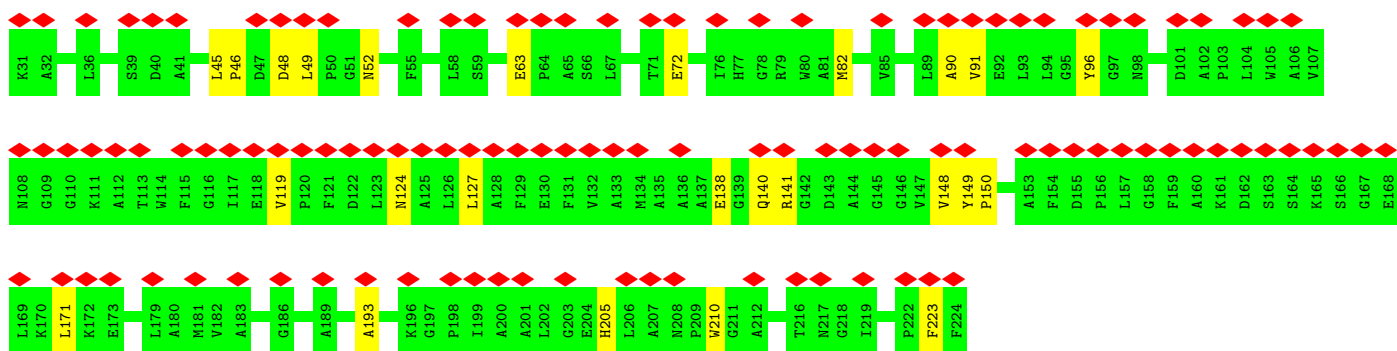 K31 A32 L36 S39 D40 A41 L45 P46 D47 D48 L49 P50 G51 N52 F55 L58 S59 E63 P64 A65 S66 L67 T71 E72 I76 H77 G78 R79 W80 A81 M82 V85 L89 A90 V91 E92 L93 L94 G95 Y96 G97 N98 D101 A102 P103 L104 W105 A106 V107
N108 G109 G110 K111 A112 T113 W114 F115 G116 I117 E118 V119 P120 F121 D122 L123 N124 A125 L126 L127 A128 F129 E130 F131 V132 A133 M134 A135 A136 A137 E138 G139 Q140 R141 G142 D143 A144 G145 G146 V147 V148 Y149 P150 A153 F154 D155 P156 L157 G158 F159 A160 K161 D162 S163 S164 K165 S166 G167 E168
L169 K170 L171 K172 E173 L179 A180 M181 V182 A183 G186 A189 A193 K196 G197 P198 I199 A200 A201 L202 G203 E204 H205 L206 A207 N208 P209 W210 G211 A212 T216 N217 G218 I219 P222 F223 F224